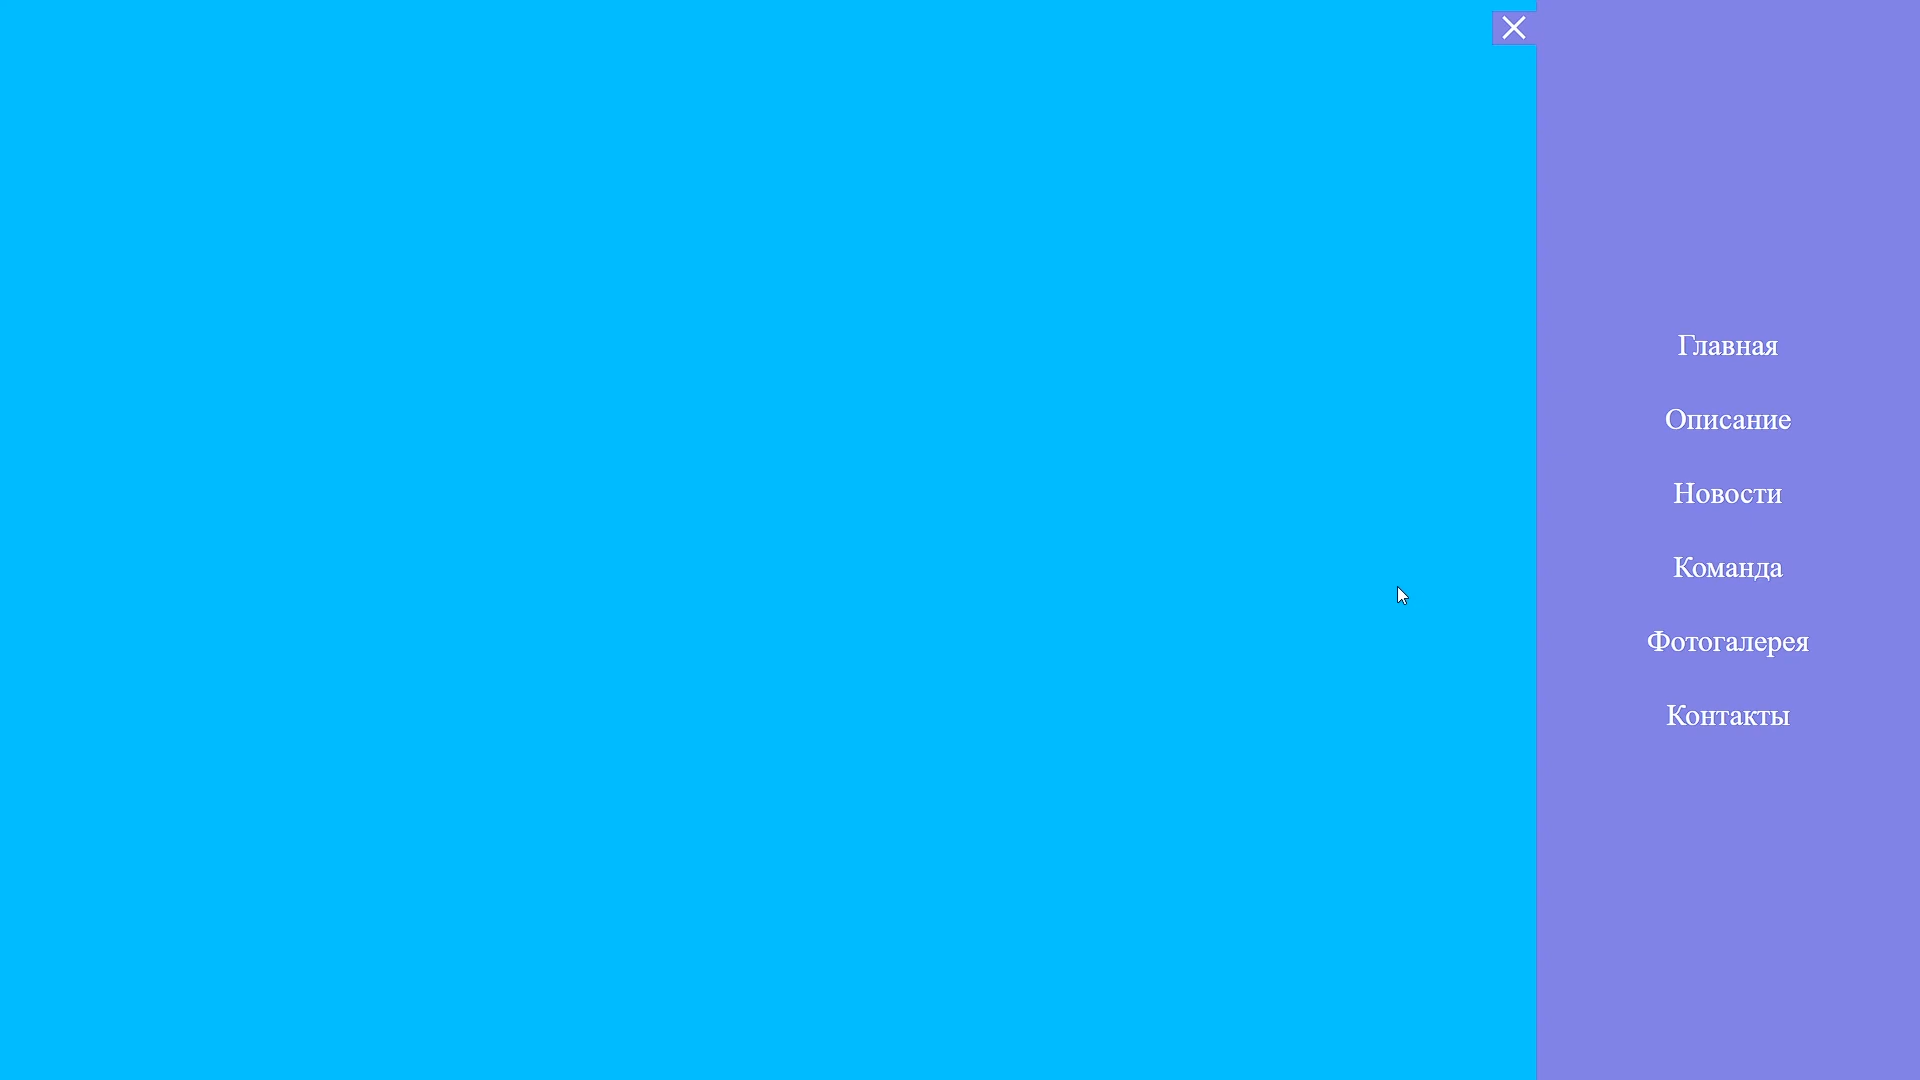 Главная
Описание
Новости
Команда
Фотогалерея
Контакты